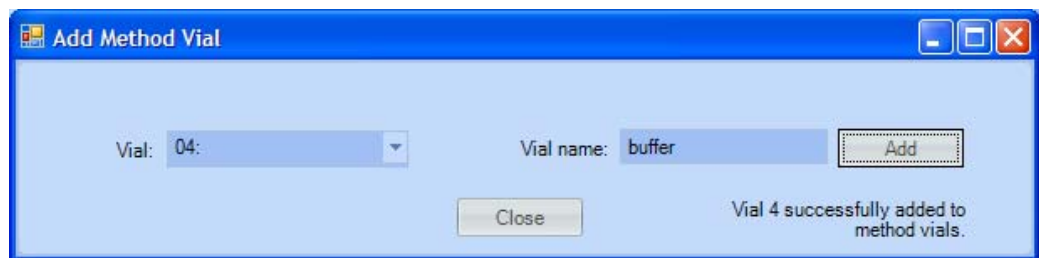 Add Method Vial
Vial: 04: Vial name: buffer Add
Close
Vial 4 successfully added to
method vials.